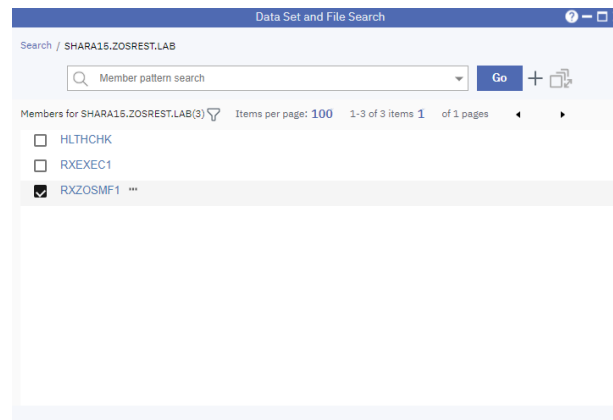 Data Set and File Search
?
Search / SHARA15.ZOSREST.LAB
Member pattern search
Go
Members for SHARA15.ZOSREST.LAB(3) Items per page: 100 1-3 of 3 items 1 of 1 pages
HLTHCHK
RXEXEC1
RXZOSMF1 ...